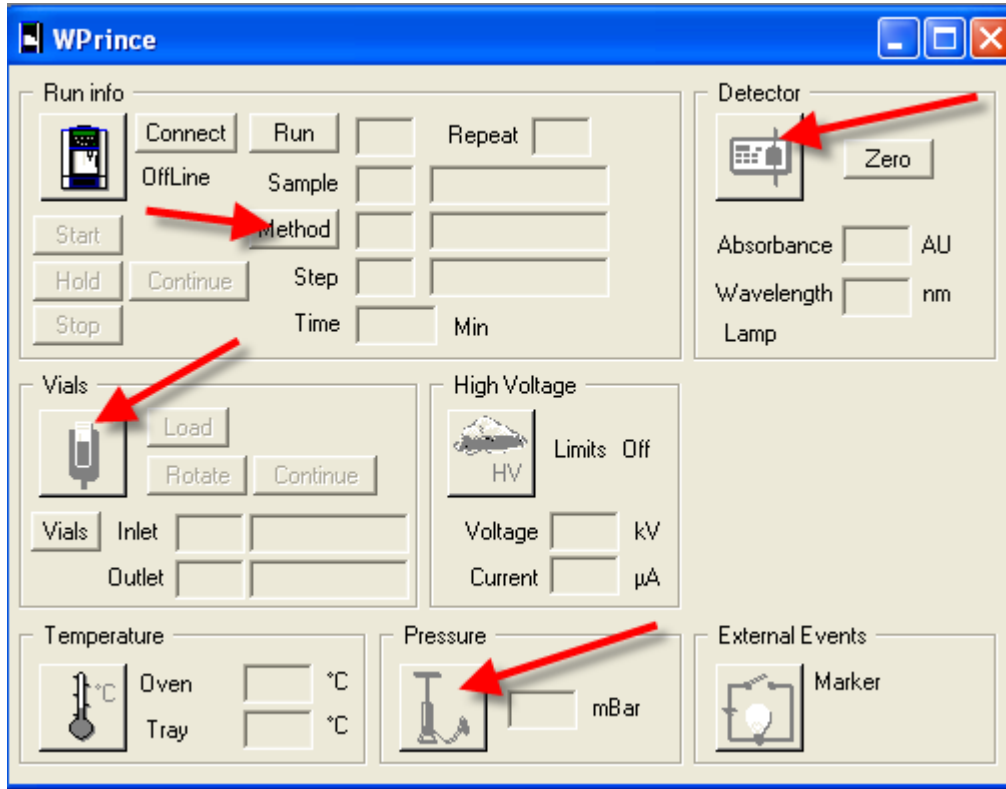 WPrince
Run info
Connect Run Repeat
OffLine Sample
Start Method
Hold Continue Step
Stop Time Min
Detector
Zero
Absorbance AU
Wavelength nm
Lamp
Vials
Load
Rotate Continue
Vials Inlet
Outlet
High Voltage
HV Limits Off
Voltage kV
Current µA
Temperature
°C Oven °C
Tray °C
Pressure
mBar
External Events
Marker